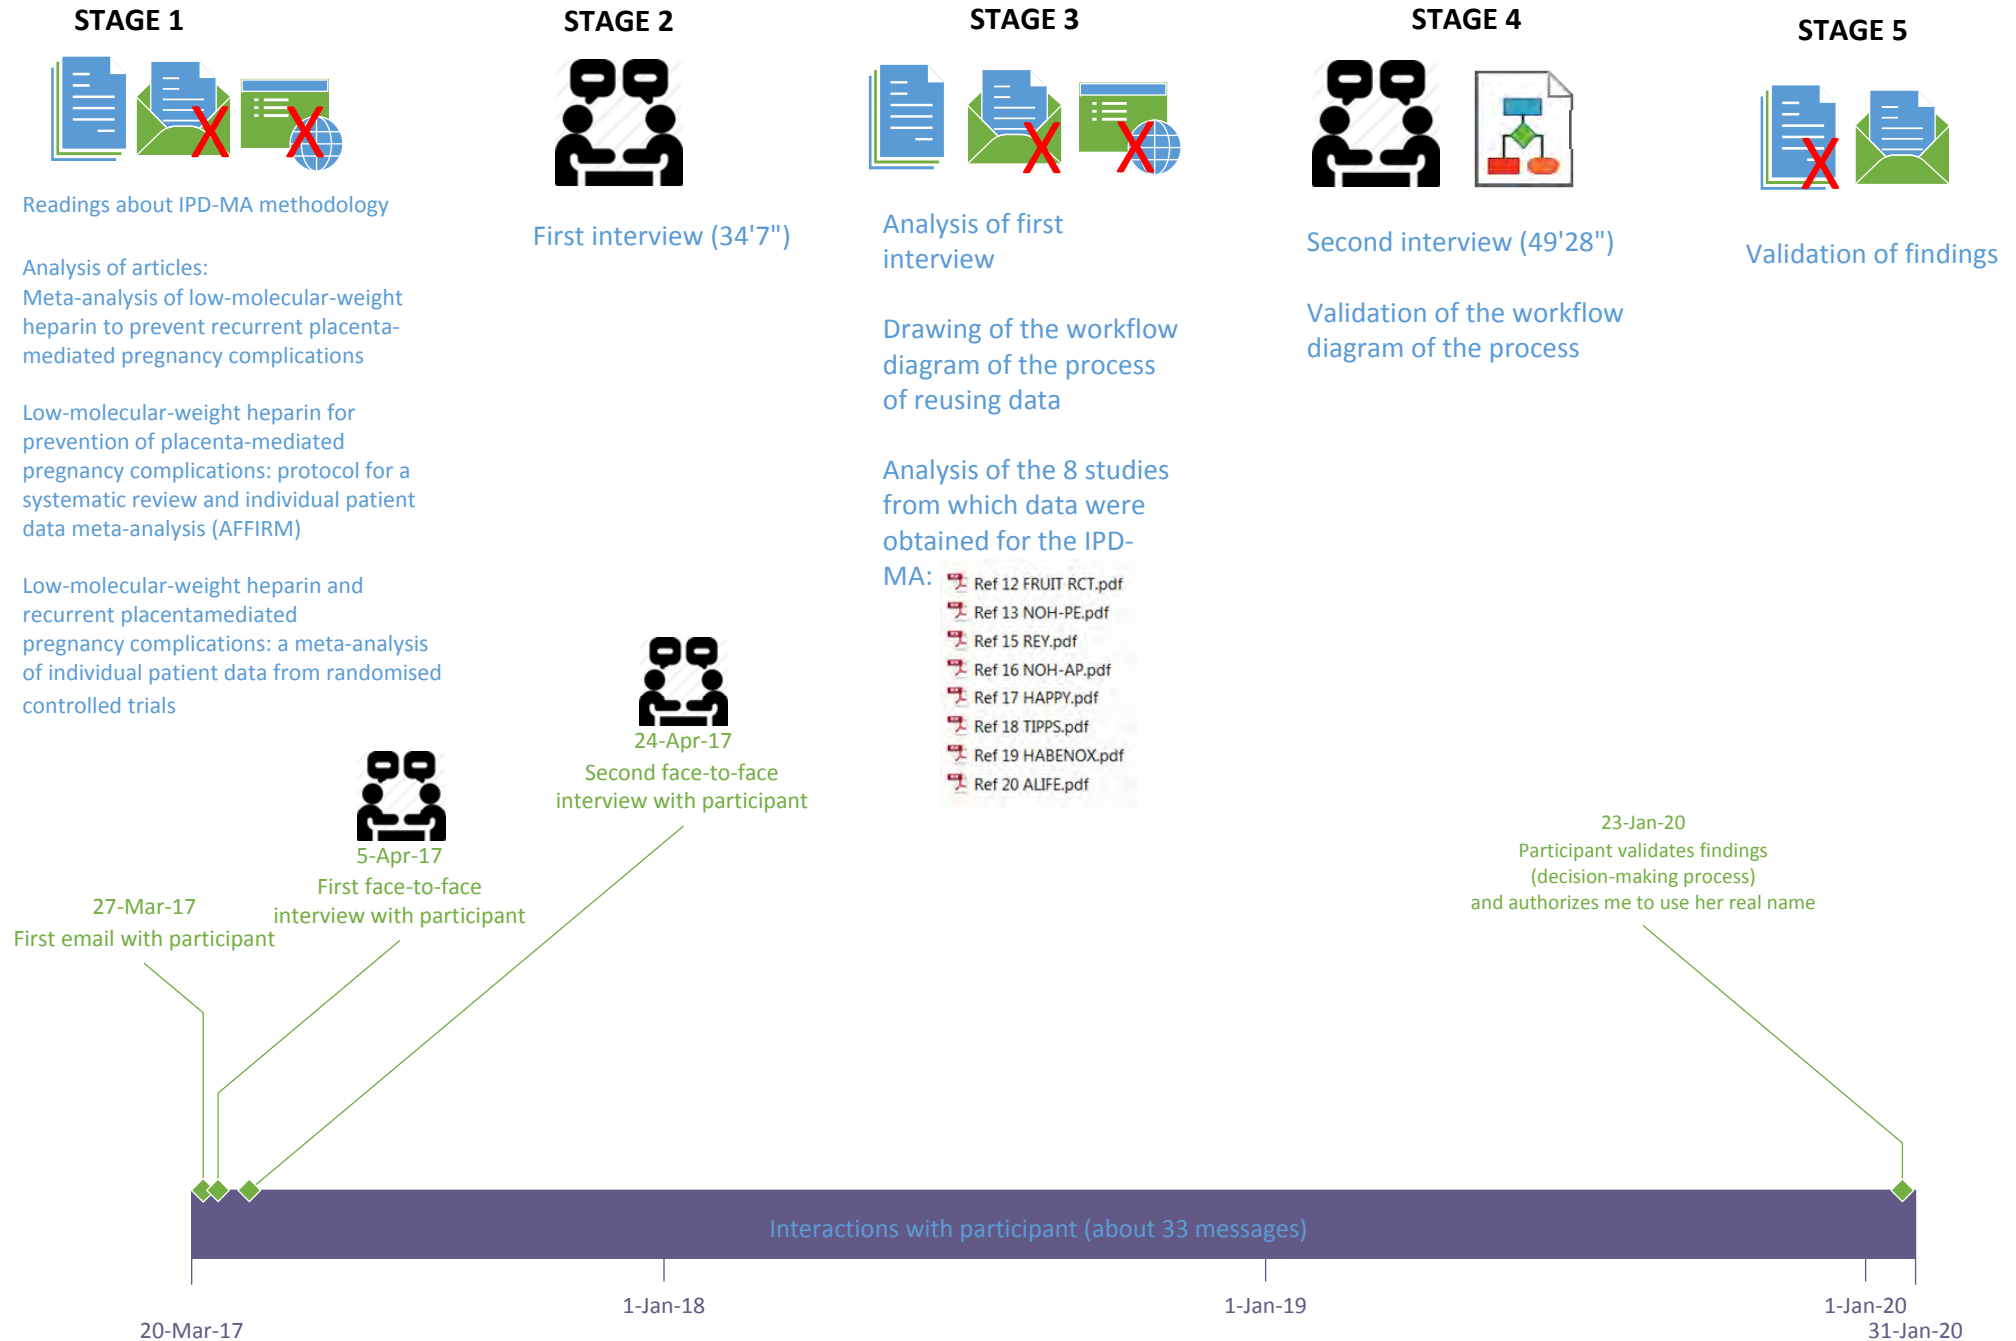 STAGE 1
Readings about IPD-MA methodology
Analysis of articles:
Meta-analysis of low-molecular-weight
heparin to prevent recurrent placenta-
mediated pregnancy complications
Low-molecular-weight heparin for
prevention of placenta-mediated
pregnancy complications: protocol for a
systematic review and individual patient
data meta-analysis (AFFIRM)
Low-molecular-weight heparin and
recurrent placentamediated
pregnancy complications: a meta-analysis
of individual patient data from randomised
controlled trials
STAGE 2
First interview (34'7")
STAGE 3
Analysis of first
interview
Drawing of the workflow
diagram of the process
of reusing data
Analysis of the 8 studies
from which data were
obtained for the IPD-
MA:
Ref 12 FRUIT RCT.pdf
Ref 13 NOH-PE.pdf
Ref 15 REY.pdf
Ref 16 NOH-AP.pdf
Ref 17 HAPPY.pdf
Ref 18 TIPPS.pdf
Ref 19 HABENOX.pdf
Ref 20 ALIFE.pdf
STAGE 4
Second interview (49'28")
Validation of the workflow
diagram of the process
STAGE 5
Validation of findings
27-Mar-17
First email with participant
5-Apr-17
First face-to-face
interview with participant
24-Apr-17
Second face-to-face
interview with participant
23-Jan-20
Participant validates findings
(decision-making process)
and authorizes me to use her real name
Interactions with participant (about 33 messages)
20-Mar-17
1-Jan-18
1-Jan-19
1-Jan-20
31-Jan-20